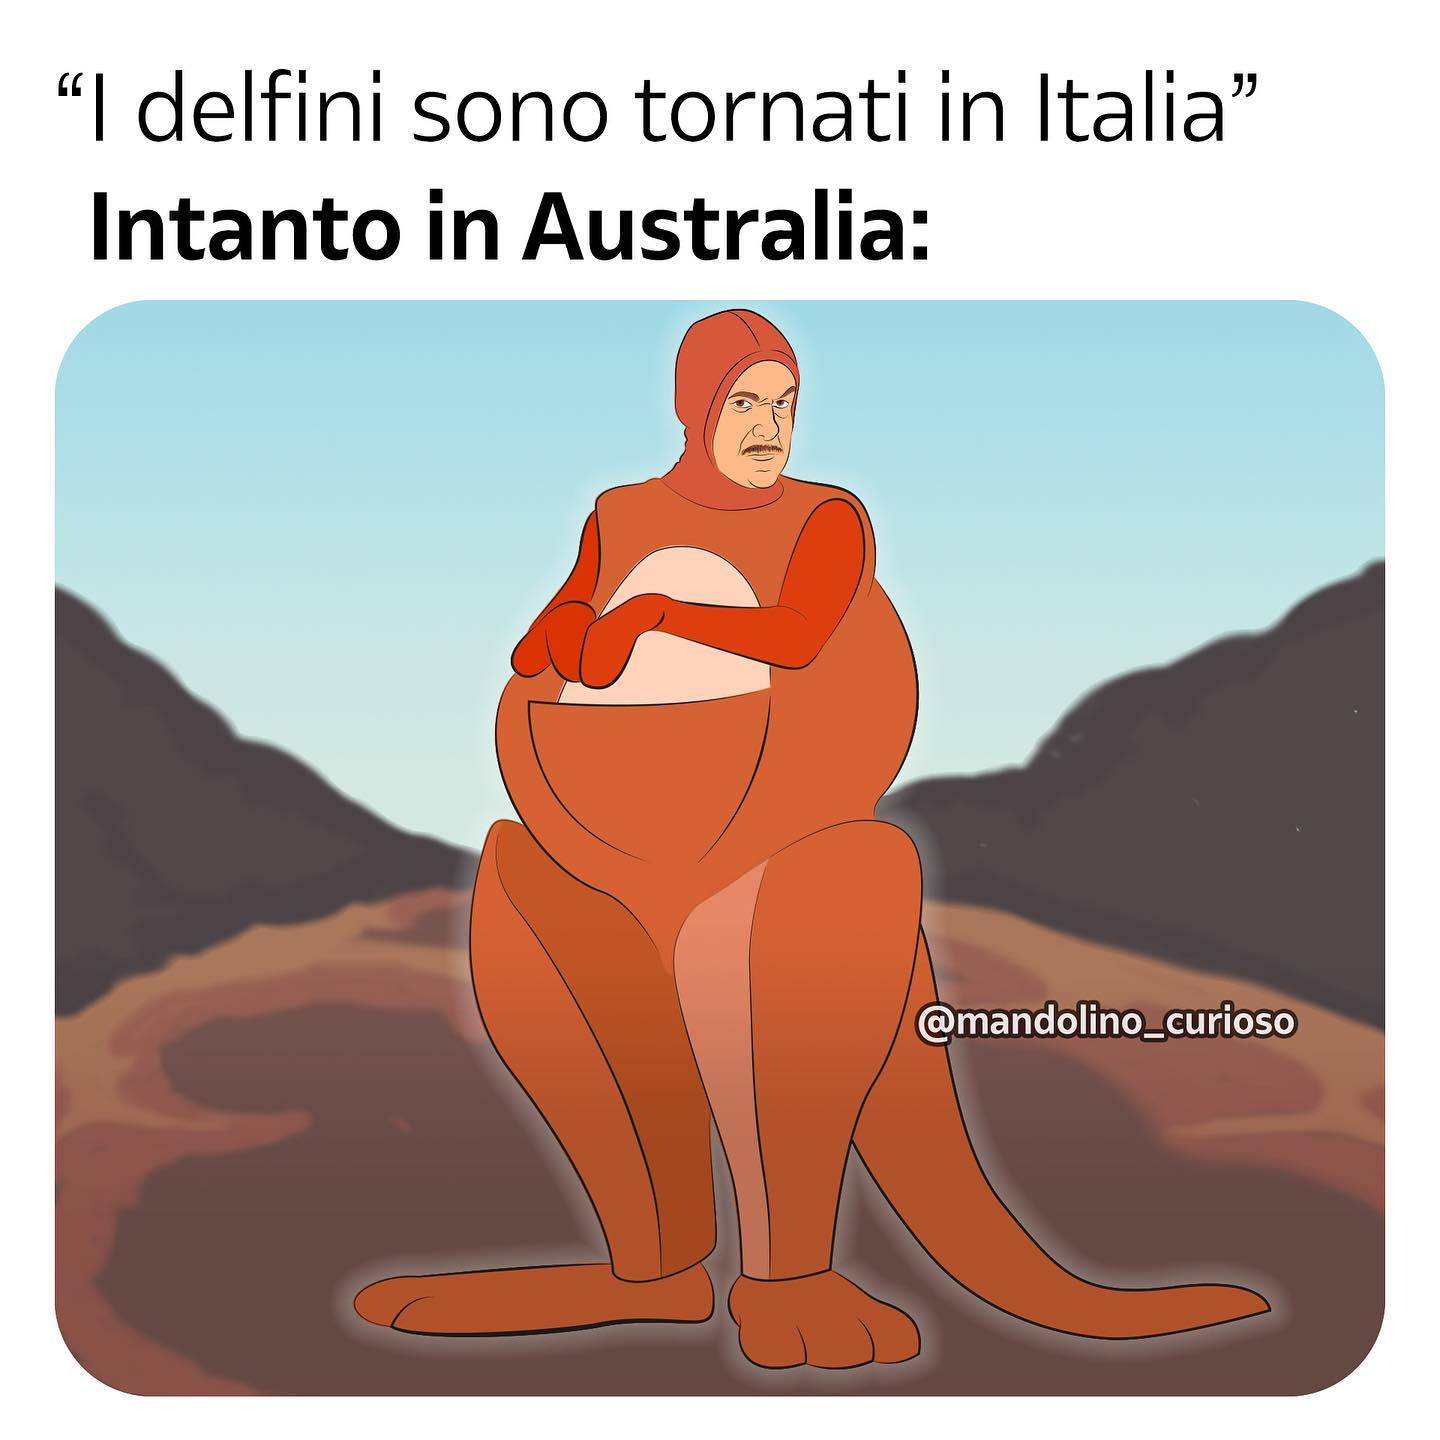 “I delfini sono tornati in Italia”
Intanto in Australia:
@mandolino_curioso